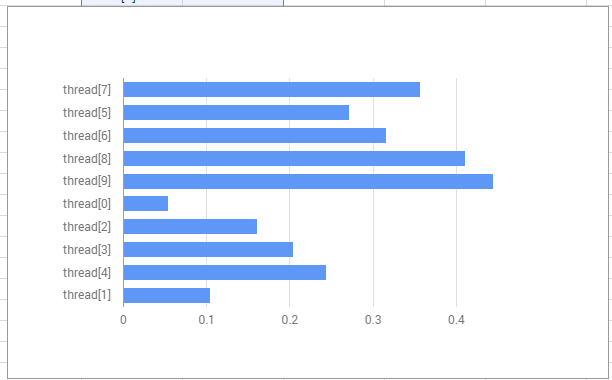 thread[7]
thread[5]
thread[6]
thread[8]
thread[9]
thread[0]
thread[2]
thread[3]
thread[4]
thread[1]
0 0.1 0.2 0.3 0.4